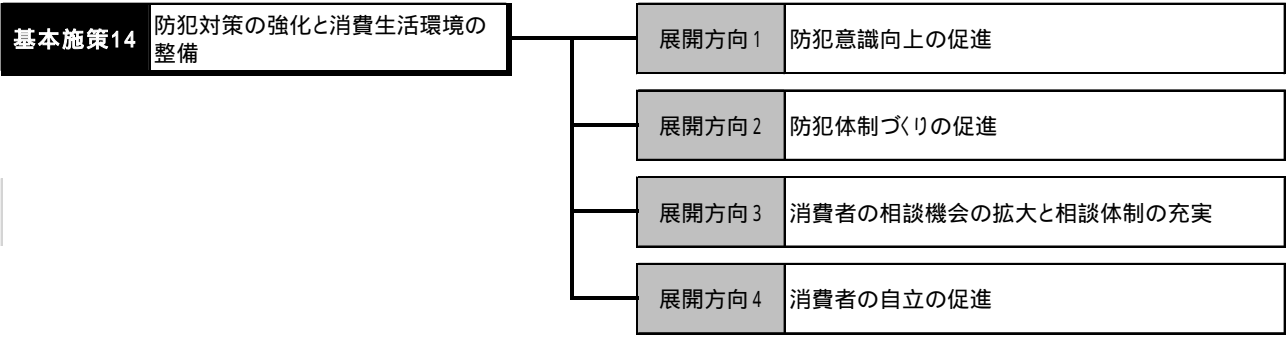 基本施策14
防犯対策の強化と消費生活環境の
整備
展開方向1 防犯意識向上の促進
展開方向2 防犯体制づくりの促進
展開方向3 消費者の相談機会の拡大と相談体制の充実
展開方向4 消費者の自立の促進